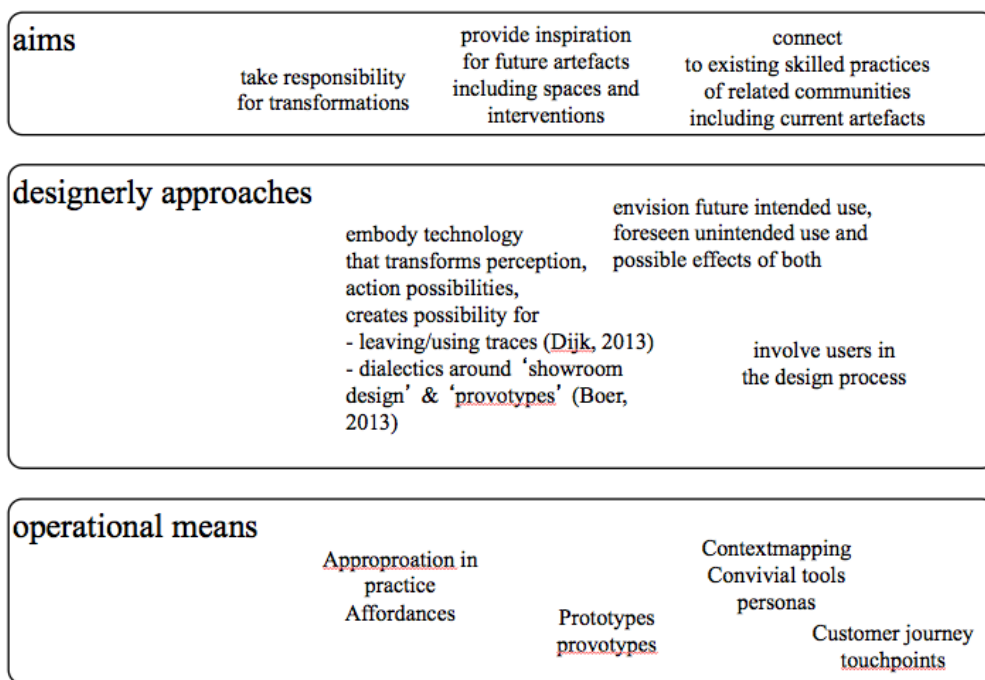 aims
take responsibility
for transformations
provide inspiration
for future artefacts
including spaces and
interventions
connect
to existing skilled practices
of related communities
including current artefacts
designerly approaches
embody technology
that transforms perception,
action possibilities,
creates possibility for
- leaving/using traces (Dijk, 2013)
- dialectics around ‘showroom
design’ & ‘provotypes’ (Boer,
2013)
envision future intended use,
foreseen unintended use and
possible effects of both
involve users in
the design process
operational means
Approproation in
practice
Affordances
Prototypes
provotypes
Contextmapping
Convivial tools
personas
Customer journey
touchpoints